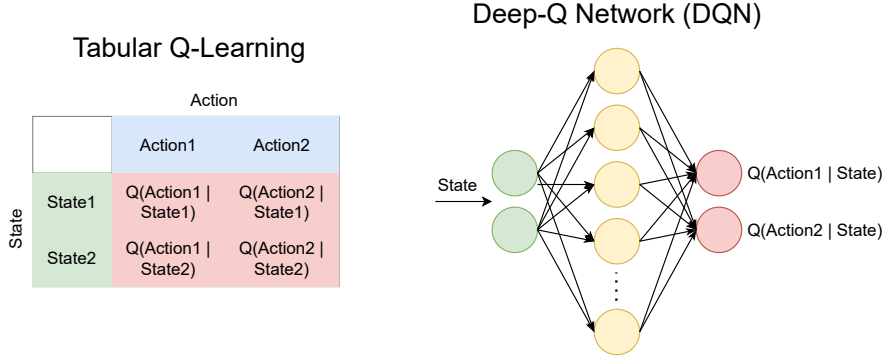 Deep-Q Network (DQN)
Tabular Q-Learning
Action
Action1
Action2
State
State1
Q(Action1 |
State1)
Q(Action2 |
State1)
State2
Q(Action1 |
State2)
Q(Action2 |
State2)
State
Q(Action1 | State)
Q(Action2 | State)